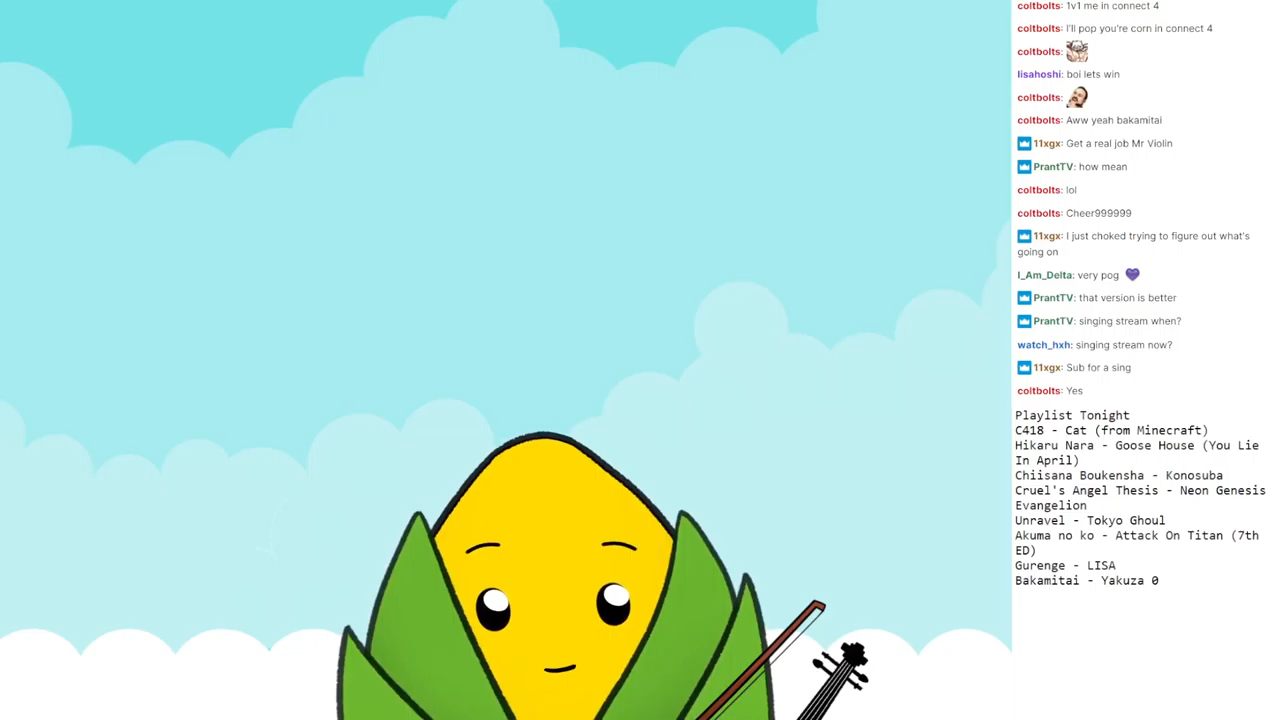 coltbolts: 1v1 me in connect 4
coltbolts: I'll pop you're corn in connect 4
coltbolts:
lisahoshi: boi lets win
coltbolts:
coltbolts: Aww yeah bakamitai
11xgx: Get a real job Mr Violin
PrantTV: how mean
coltbolts: lol
coltbolts: Cheer999999
11xgx: I just choked trying to figure out what's
going on
I_Am_Delta: very pog
PrantTV: that version is better
PrantTV: singing stream when?
watch_hxh: singing stream now?
11xgx: Sub for a sing
coltbolts: Yes
Playlist Tonight
C418 - Cat (from Minecraft)
Hikaru Nara - Goose House (You Lie
In April)
Chiisana Boukensha - Konosuba
Cruel's Angel Thesis - Neon Genesis
Evangelion
Unravel - Tokyo Ghoul
Akuma no ko - Attack On Titan (7th
ED)
Gurenge - LISA
Bakamitai - Yakuza 0